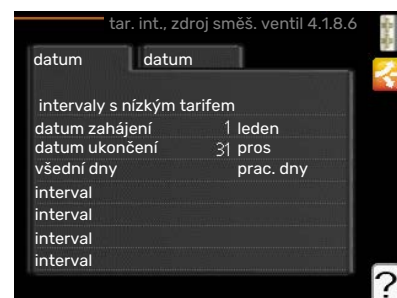 tar. int., zdroj směš. ventil 4.1.8.6
datum datum
intervaly s nízkým tarifem
datum zahájení 1 leden
datum ukončení 31 pros
všední dny prac. dny
interval
interval
interval
interval
?